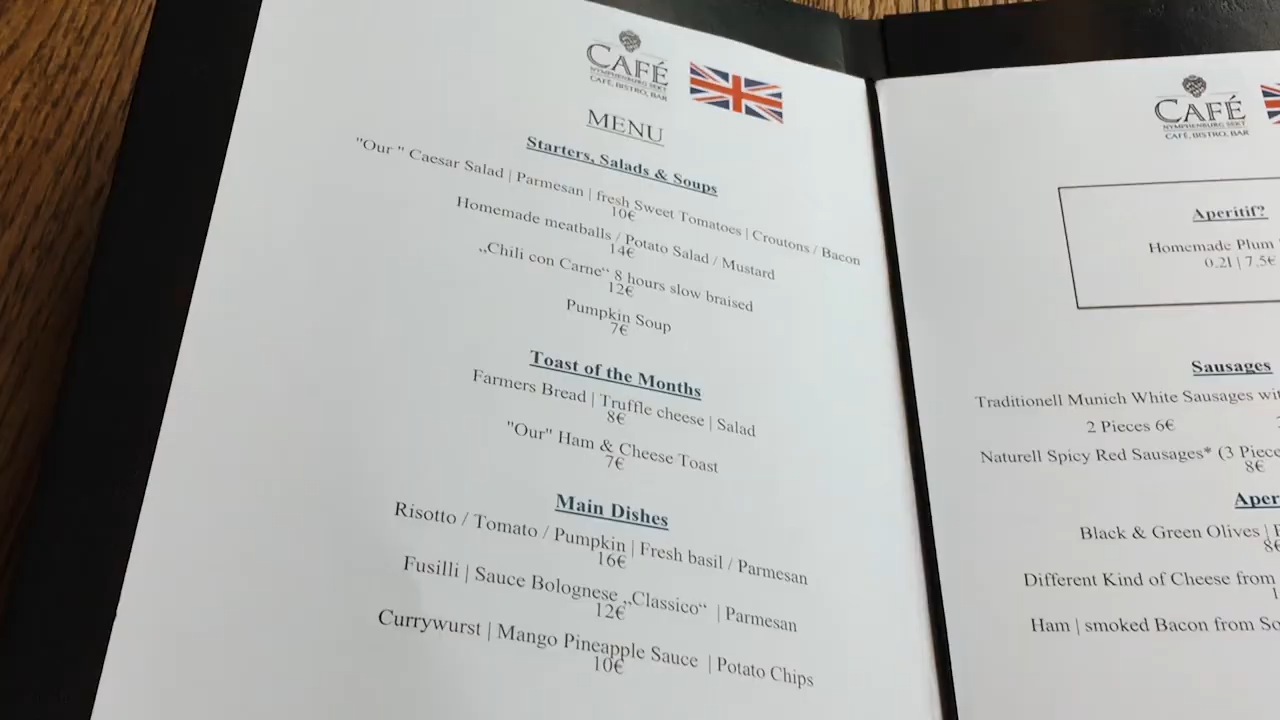 CAFÉ
NYMPHENBURG SEKT
CAFÉ, BISTRO, BAR
MENU
Starters, Salads & Soups
"Our " Caesar Salad | Parmesan | fresh Sweet Tomatoes | Croutons / Bacon
10€
Homemade meatballs / Potato Salad / Mustard
14€
„Chili con Carne“ 8 hours slow braised
12€
Pumpkin Soup
7€
Toast of the Months
Farmers Bread | Truffle cheese | Salad
8€
"Our" Ham & Cheese Toast
7€
Main Dishes
Risotto / Tomato / Pumpkin | Fresh basil / Parmesan
16€
Fusilli | Sauce Bolognese „Classico“ | Parmesan
12€
Currywurst | Mango Pineapple Sauce | Potato Chips
10€
CAFÉ
NYMPHENBURG SEKT
CAFÉ, BISTRO, BAR
Aperitif?
Homemade Plum
0.2l | 7.5€
Sausages
Traditionell Munich White Sausages
2 Pieces 6€
Naturell Spicy Red Sausages* (3
8€
Black & Green Olives |
8€
Different Kind of Cheese from
Ham | smoked Bacon from